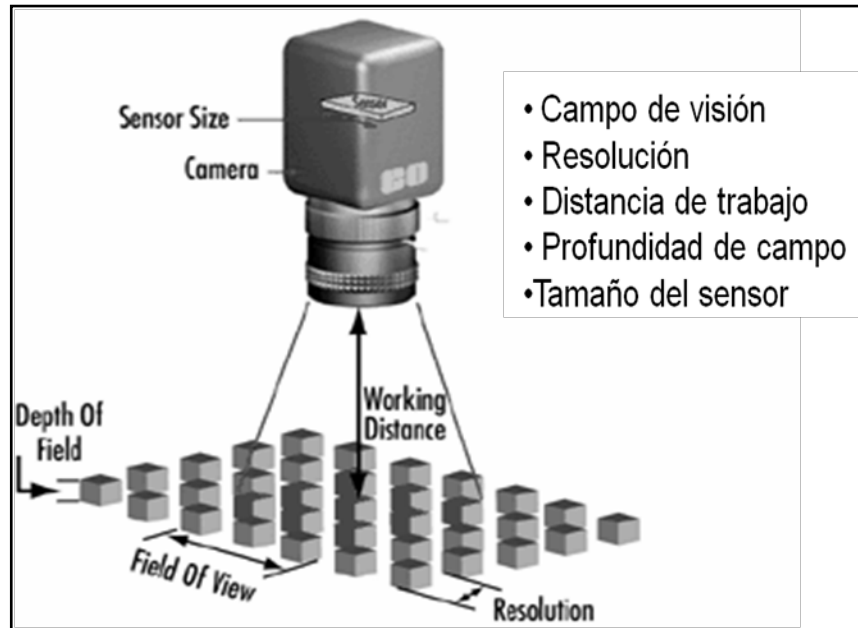 Sensor
Sensor Size
Camera
• Campo de visión
• Resolución
• Distancia de trabajo
• Profundidad de campo
•Tamaño del sensor
Working
Distance
Depth Of
Field
Field Of View
Resolution